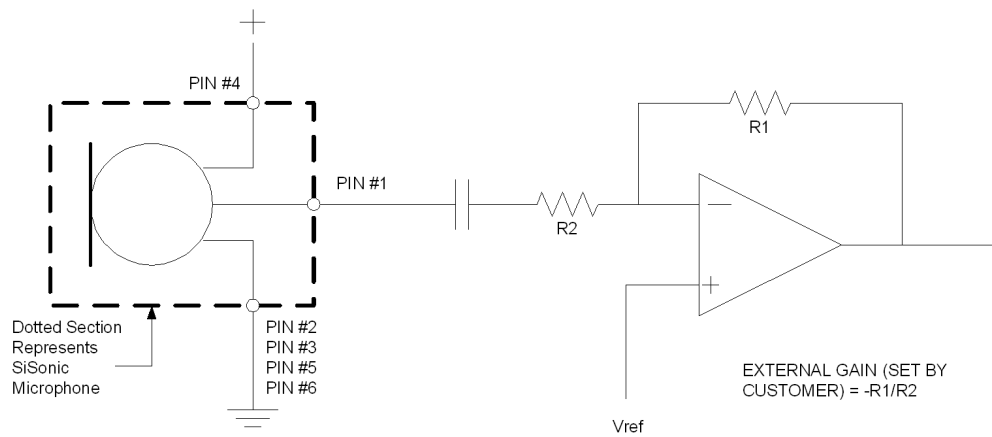 PIN #4
PIN #1
R1
R2
Dotted Section
Represents
SiSonic
Microphone
PIN #2
PIN #3
PIN #5
PIN #6
EXTERNAL GAIN (SET BY
CUSTOMER) = -R1/R2
Vref